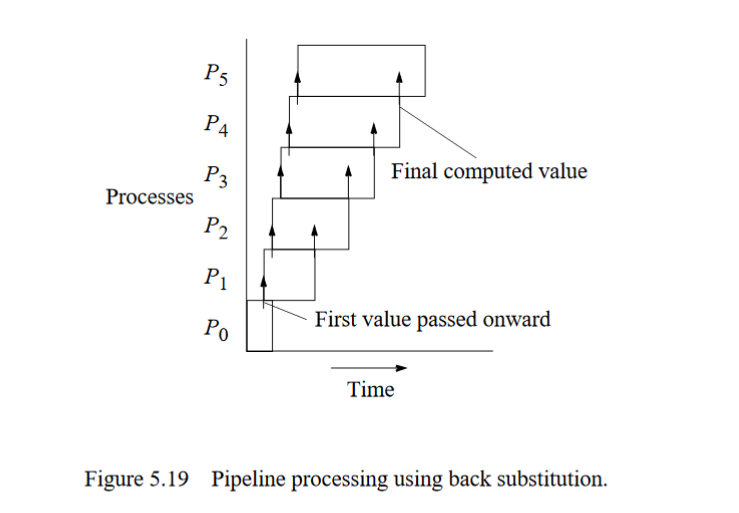 P5
P4
Final computed value
P3
Processes
P2
P1
First value passed onward
P0
Time
Figure 5.19 Pipeline processing using back substitution.